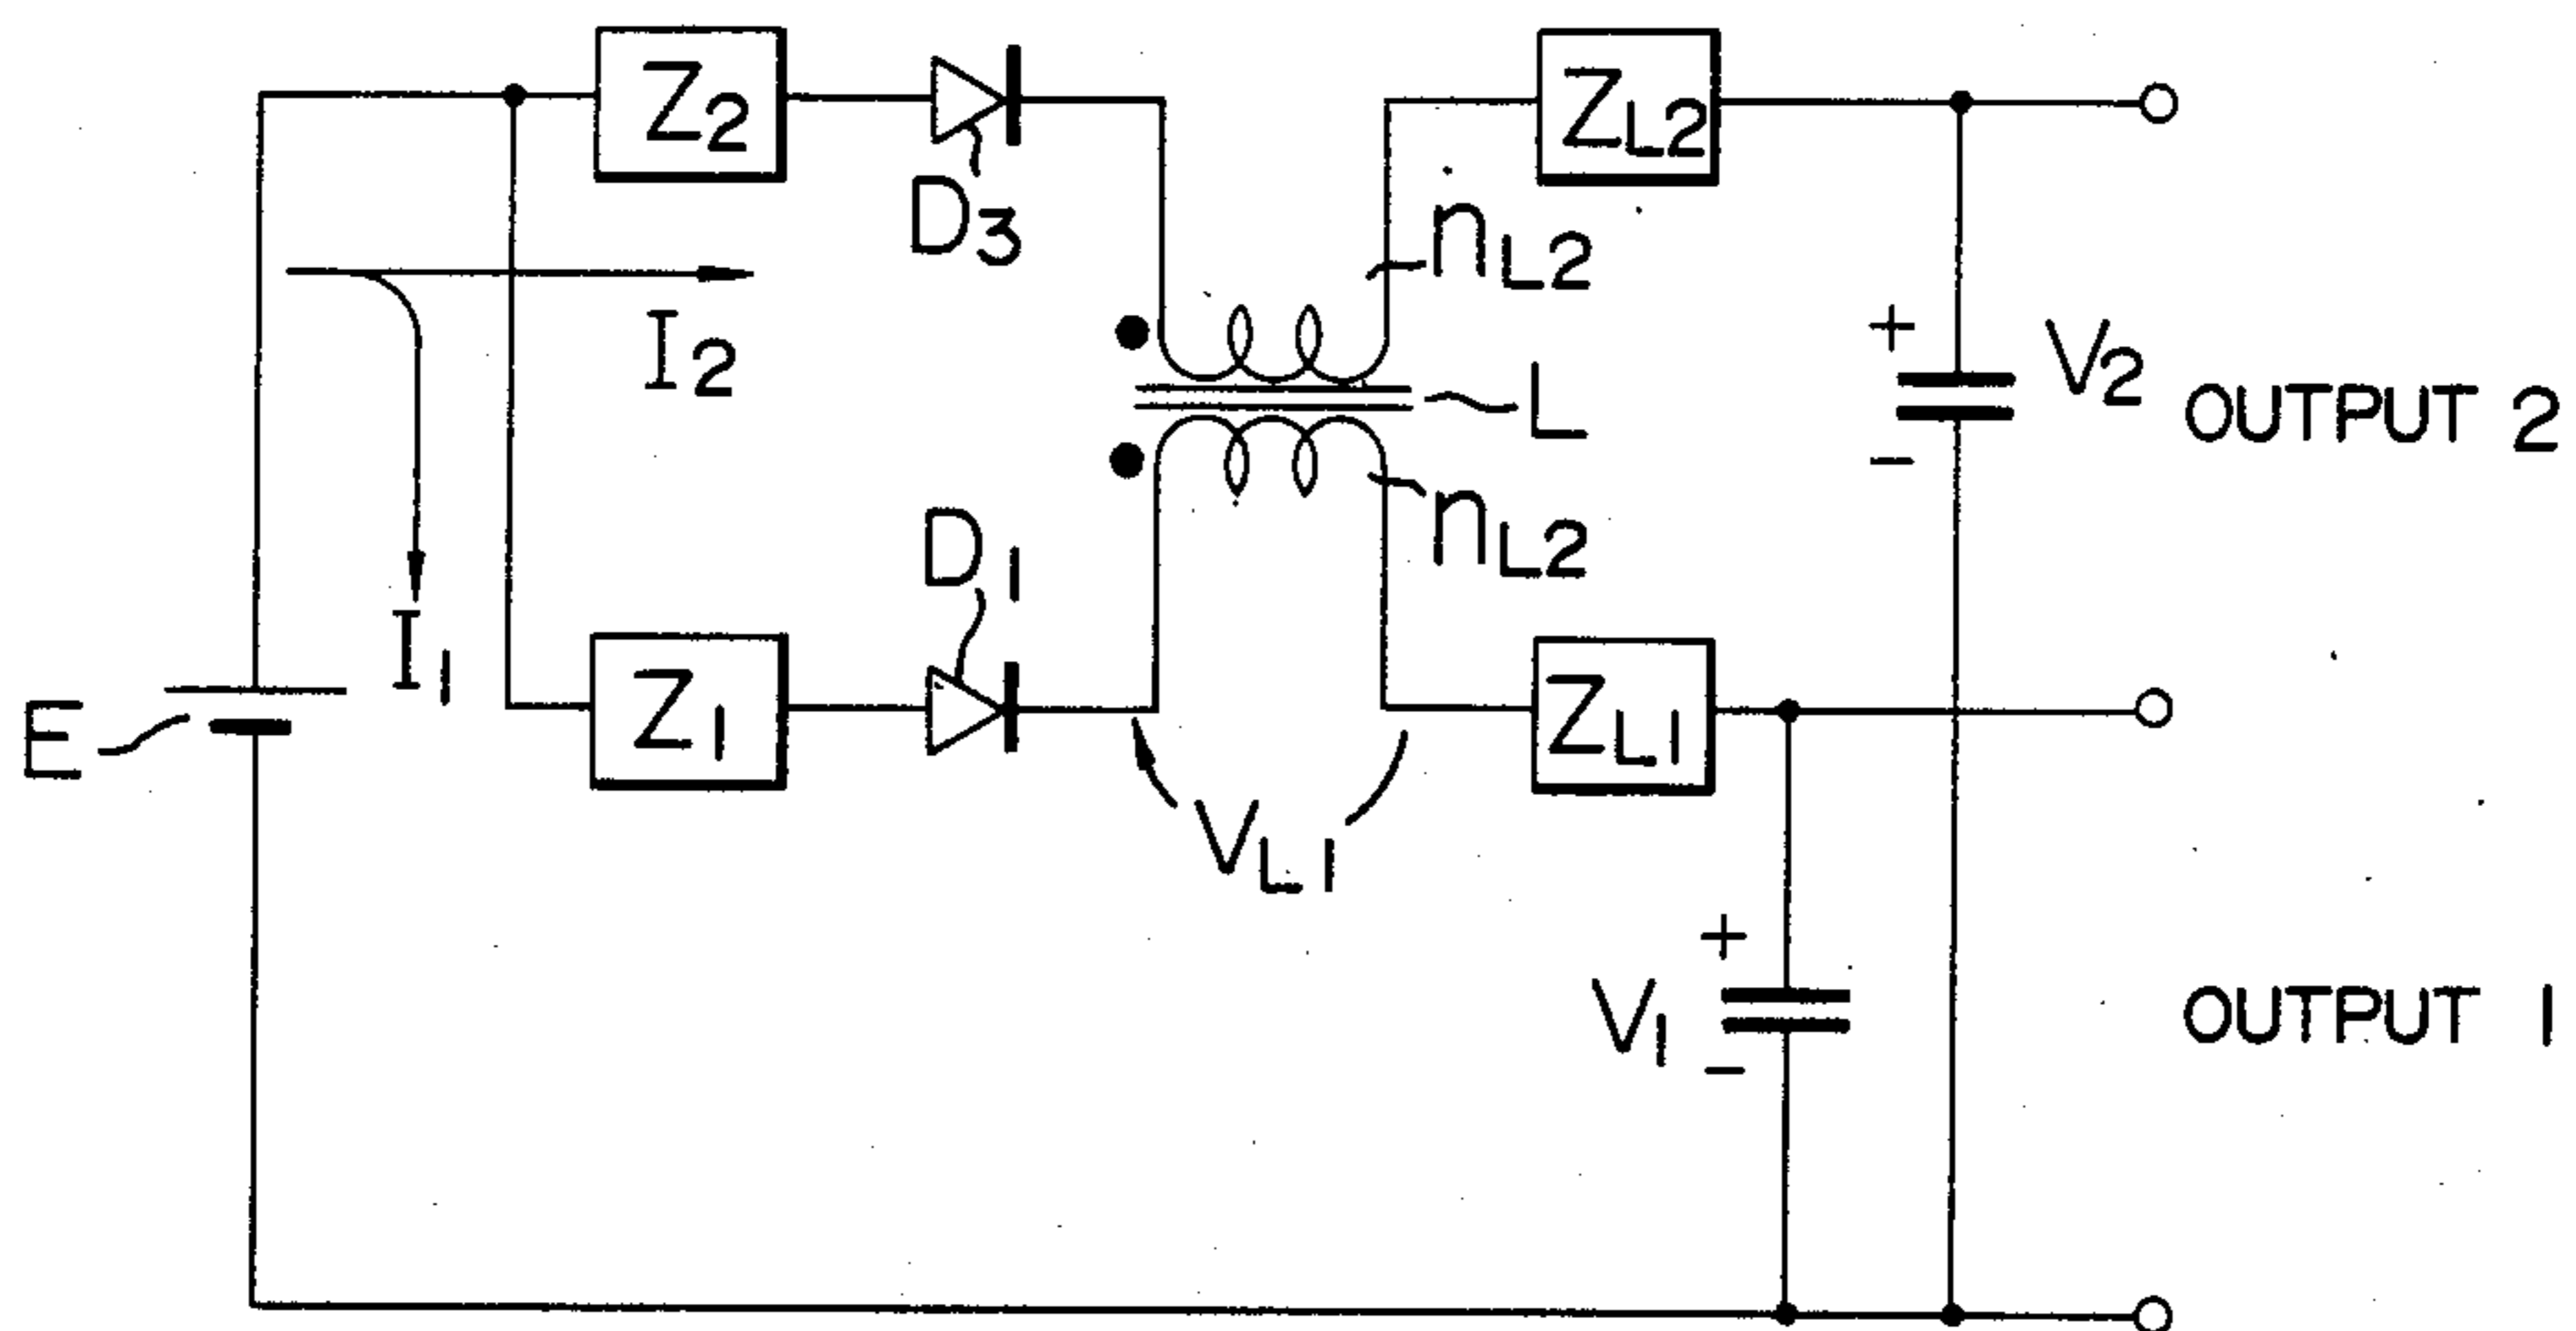 Z2
ZL2
D3
nL2
I2
+
V2
L
OUTPUT 2
-
nL2
D1
I1
E
Z1
ZL1
VL1
+
V1
OUTPUT 1
-